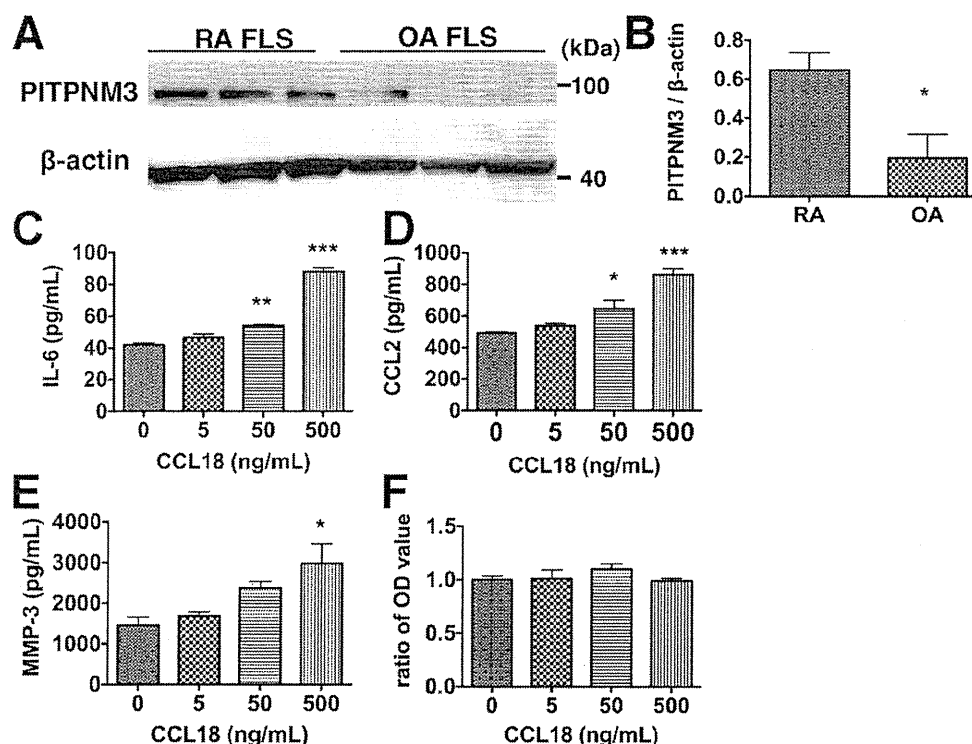 A
RA FLS
OA FLS
(kDa)
PITPNM3
100
β-actin
40
B
PITPNM3 / β-actin
0.6
0.4
0.2
0.0
*
RA
OA
C
IL-6 (pg/mL)
100
80
60
40
20
0
**
***
0 5 50 500
CCL18 (ng/mL)
D
CCL2 (pg/mL)
1000
800
600
400
200
0
*
***
0 5 50 500
CCL18 (ng/mL)
E
MMP-3 (pg/mL)
4000
3000
2000
1000
0
*
0 5 50 500
CCL18 (ng/mL)
F
ratio of OD value
1.5
1.0
0.5
0.0
0 5 50 500
CCL18 (ng/mL)